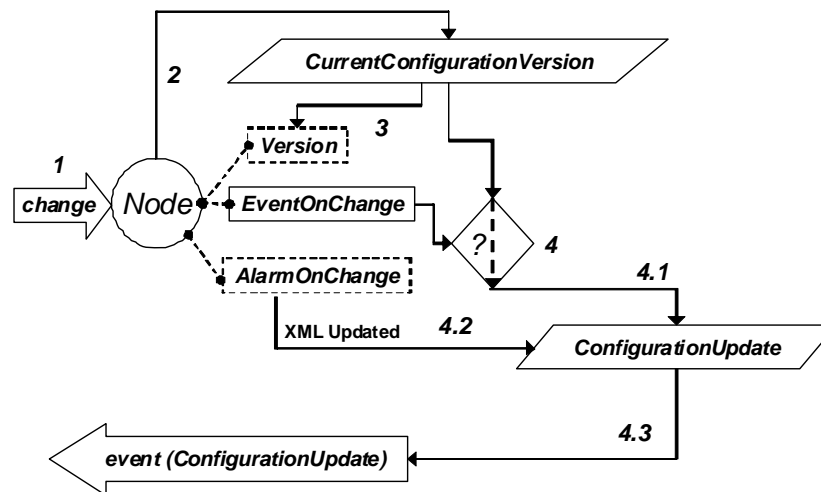 2
CurrentConfigurationVersion
3
Version
1
change
Node
EventOnChange
?
4
AlarmOnChange
4.1
XML Updated
4.2
ConfigurationUpdate
4.3
event (ConfigurationUpdate)